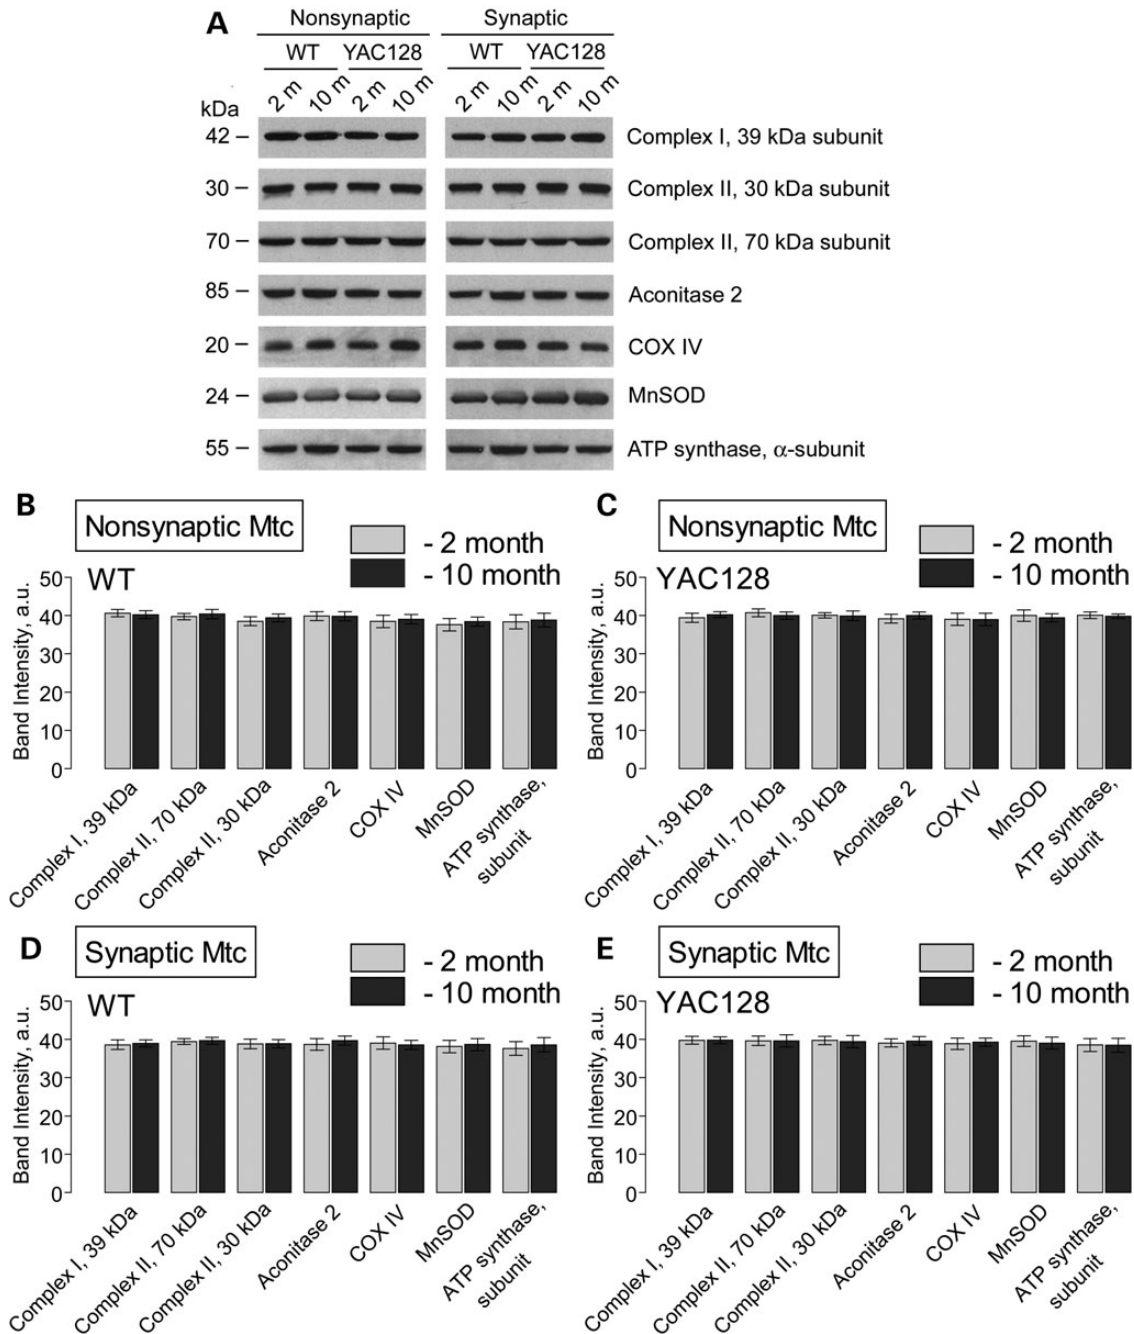 A
Nonsynaptic Synaptic
WT YAC128 WT YAC128
kDa 2 m 10 m 2 m 10 m 2 m 10 m 2 m 10 m
42 – Complex I, 39 kDa subunit
30 – Complex II, 30 kDa subunit
70 – Complex II, 70 kDa subunit
85 – Aconitase 2
20 – COX IV
24 – MnSOD
55 – ATP synthase, α-subunit
B
Nonsynaptic Mtc
- 2 month
- 10 month
WT
Band Intensity, a.u.
50
40
30
20
10
0
Complex I, 39 kDa
Complex II, 70 kDa
Complex II, 30 kDa
Aconitase 2
COX IV
MnSOD
ATP synthase,
subunit
C
Nonsynaptic Mtc
- 2 month
- 10 month
YAC128
Band Intensity, a.u.
50
40
30
20
10
0
Complex I, 39 kDa
Complex II, 70 kDa
Complex II, 30 kDa
Aconitase 2
COX IV
MnSOD
ATP synthase,
subunit
D
Synaptic Mtc
- 2 month
- 10 month
WT
Band Intensity, a.u.
50
40
30
20
10
0
Complex I, 39 kDa
Complex II, 70 kDa
Complex II, 30 kDa
Aconitase 2
COX IV
MnSOD
ATP synthase,
subunit
E
Synaptic Mtc
- 2 month
- 10 month
YAC128
Band Intensity, a.u.
50
40
30
20
10
0
Complex I, 39 kDa
Complex II, 70 kDa
Complex II, 30 kDa
Aconitase 2
COX IV
MnSOD
ATP synthase,
subunit